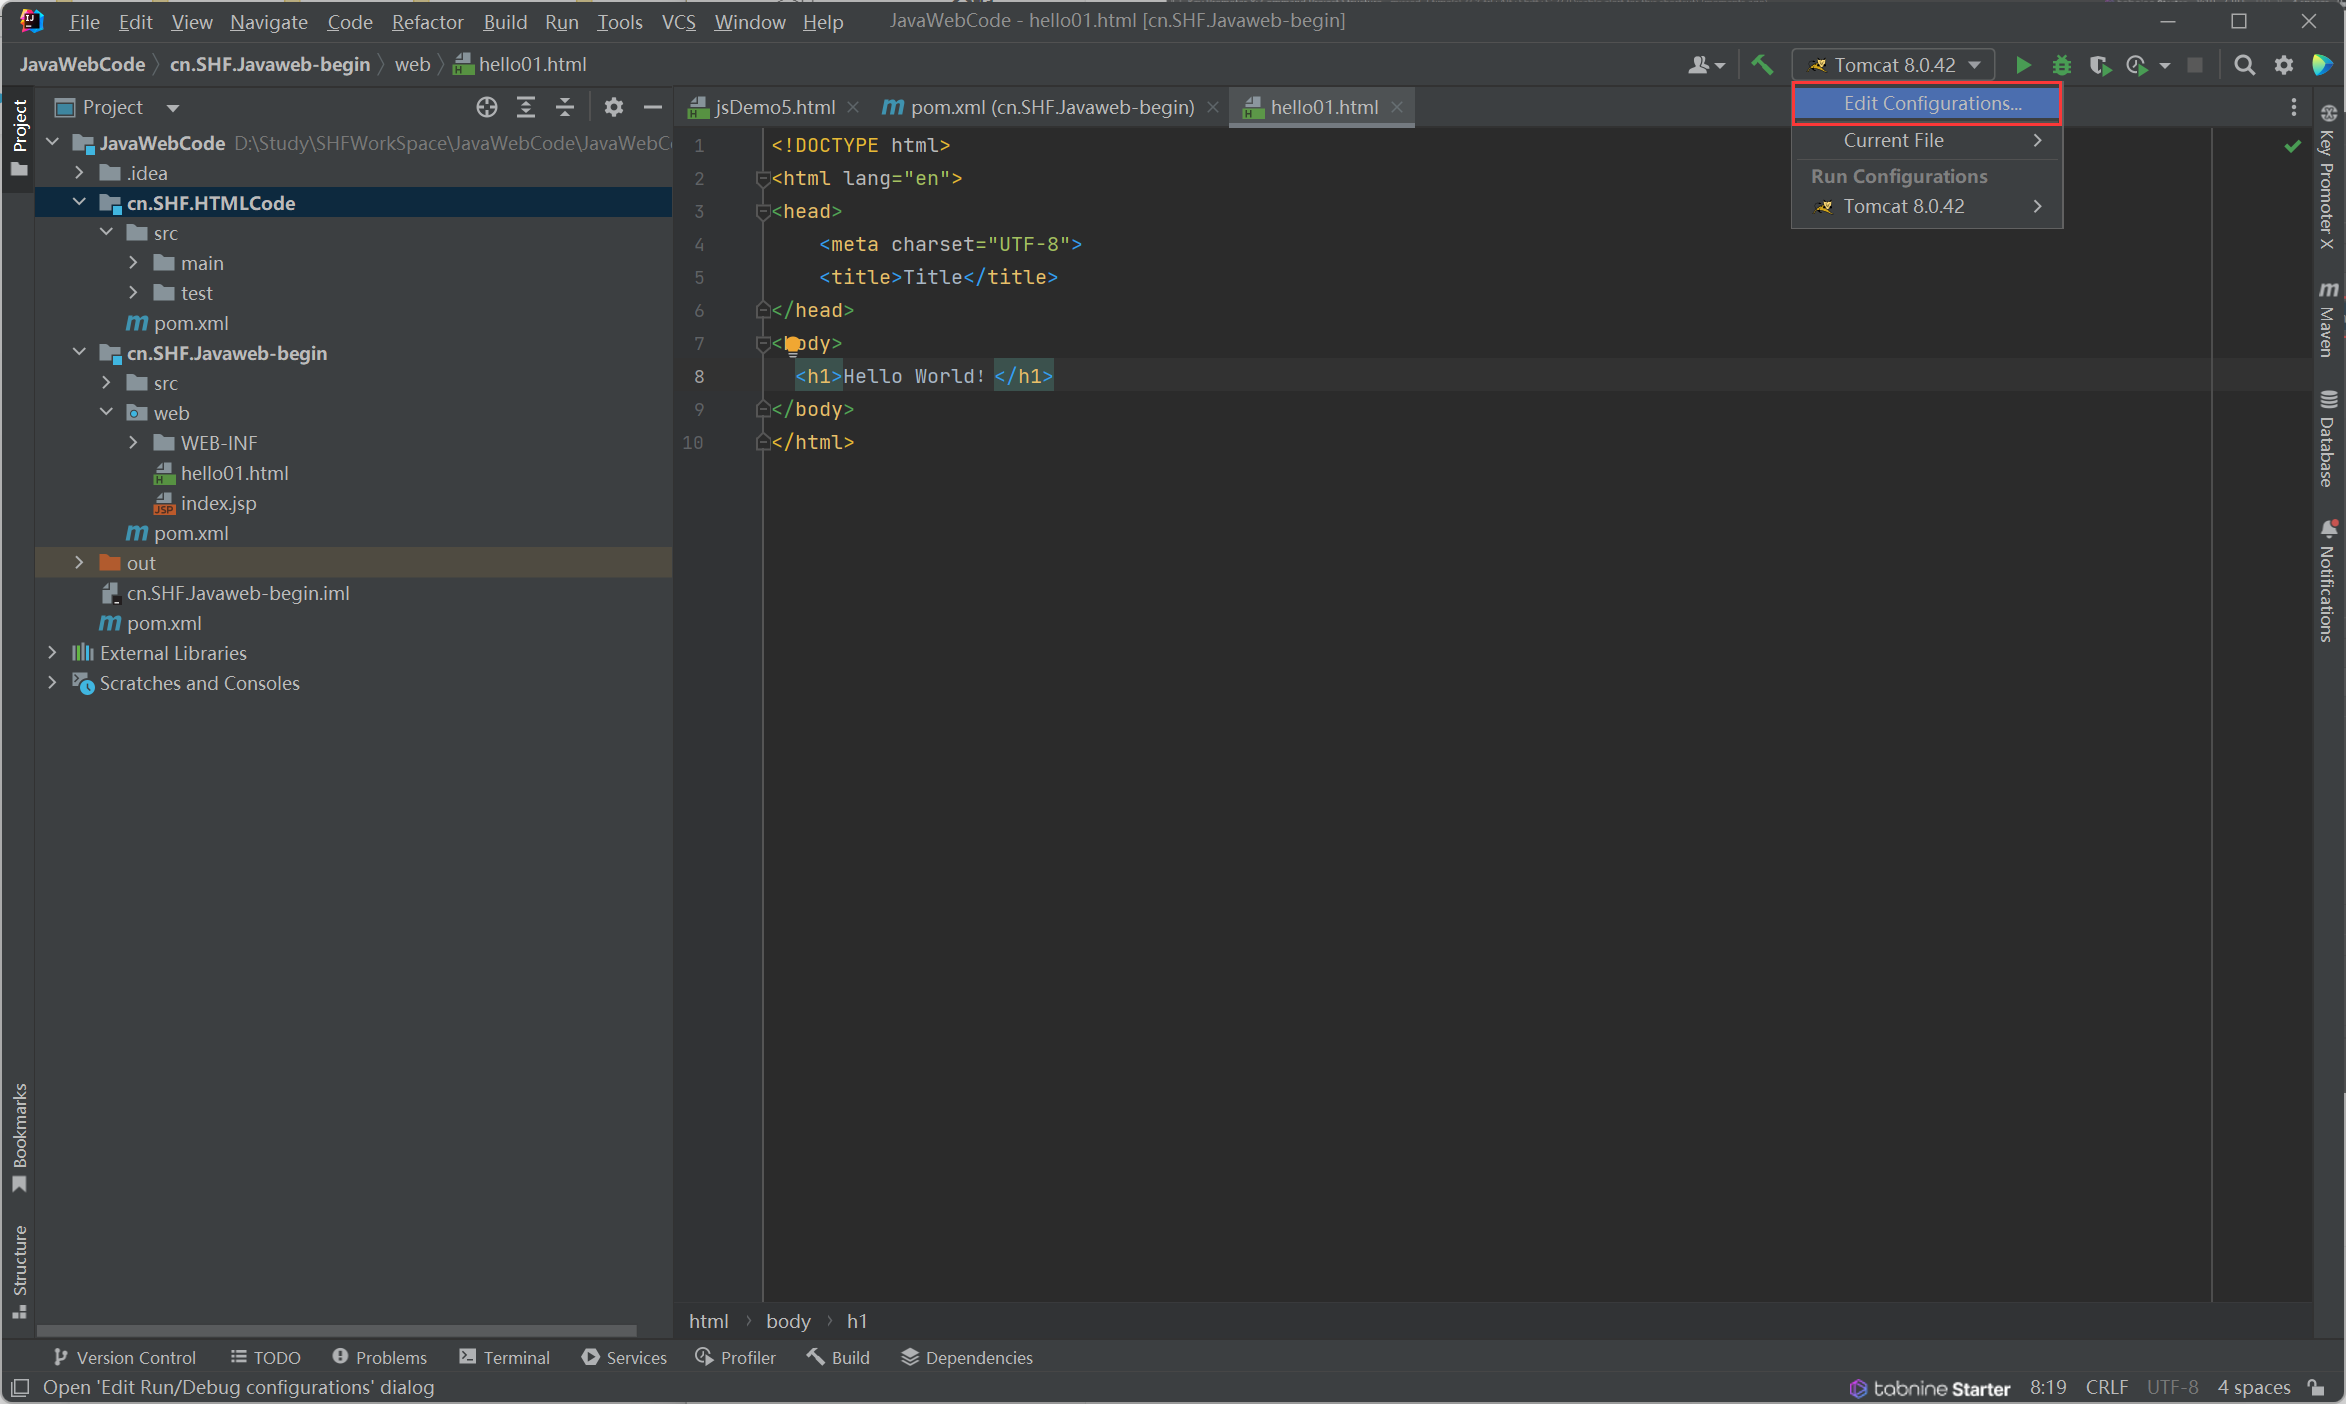 File Edit View Navigate Code Refactor Build Run Tools VCS Window Help JavaWebCode - hello01.html [cn.SHF.Javaweb-begin]
JavaWebCode cn.SHF.Javaweb-begin web hello01.html Tomcat 8.0.42
Edit Configurations...
Current File
Run Configurations
Tomcat 8.0.42
Project
Project
JavaWebCode D:\Study\SHFWorkSpace\JavaWebCode\JavaWebC
.idea
cn.SHF.HTMLCode
src
main
test
pom.xml
cn.SHF.Javaweb-begin
src
web
WEB-INF
hello01.html
index.jsp
pom.xml
out
cn.SHF.Javaweb-begin.iml
pom.xml
External Libraries
Scratches and Consoles
jsDemo5.html pom.xml (cn.SHF.Javaweb-begin) hello01.html
1 <!DOCTYPE html>
2 <html lang="en">
3 <head>
4 <meta charset="UTF-8">
5 <title>Title</title>
6 </head>
7 <body>
8 <h1>Hello World! </h1>
9 </body>
10 </html>
Key Promoter X
Maven
Database
Notifications
Bookmarks
Structure
html body h1
Version Control TODO Problems Terminal Services Profiler Build Dependencies
Open 'Edit Run/Debug configurations' dialog tabnine Starter 8:19 CRLF UTF-8 4 spaces